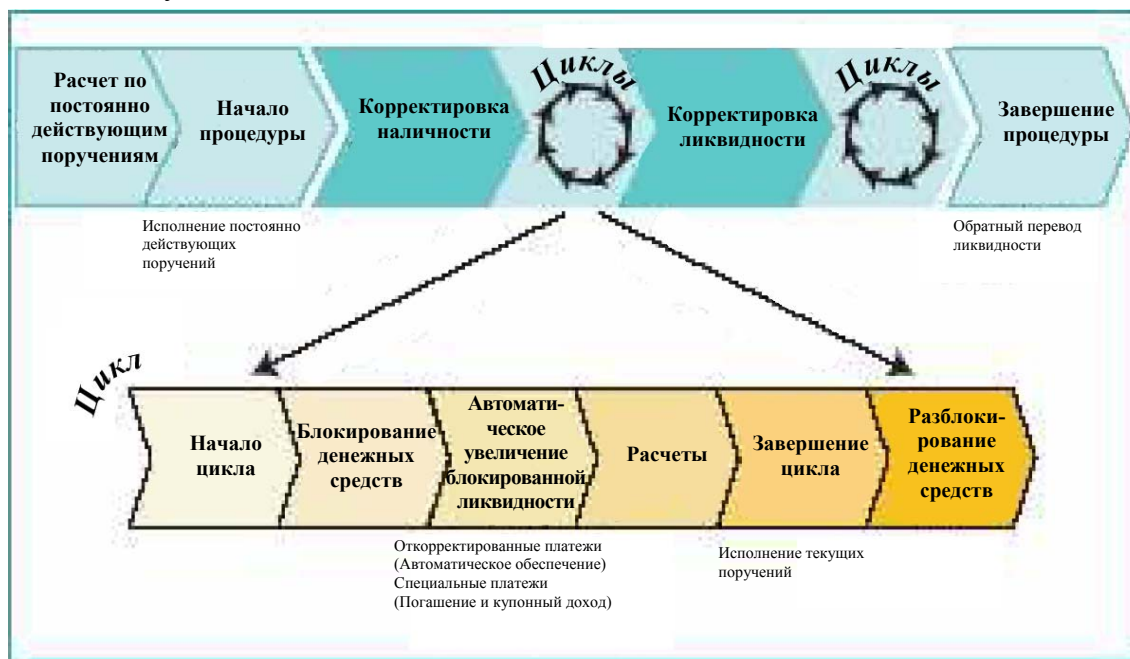 Расчет по
постоянно
действующим
поручениям
Начало
процедуры
Корректировка
наличности
Циклы
Корректировка
ликвидности
Циклы
Завершение
процедуры
Исполнение постоянно
действующих
поручений
Обратный перевод
ликвидности
Цикл
Начало
цикла
Блокирование
денежных
средств
Автомати-
ческое
увеличение
блокированной
ликвидности
Расчеты
Завершение
цикла
Разблоки-
рование
денежных
средств
Откорректированные платежи
(Автоматическое обеспечение)
Специальные платежи
(Погашение и купонный доход)
Исполнение текущих
поручений